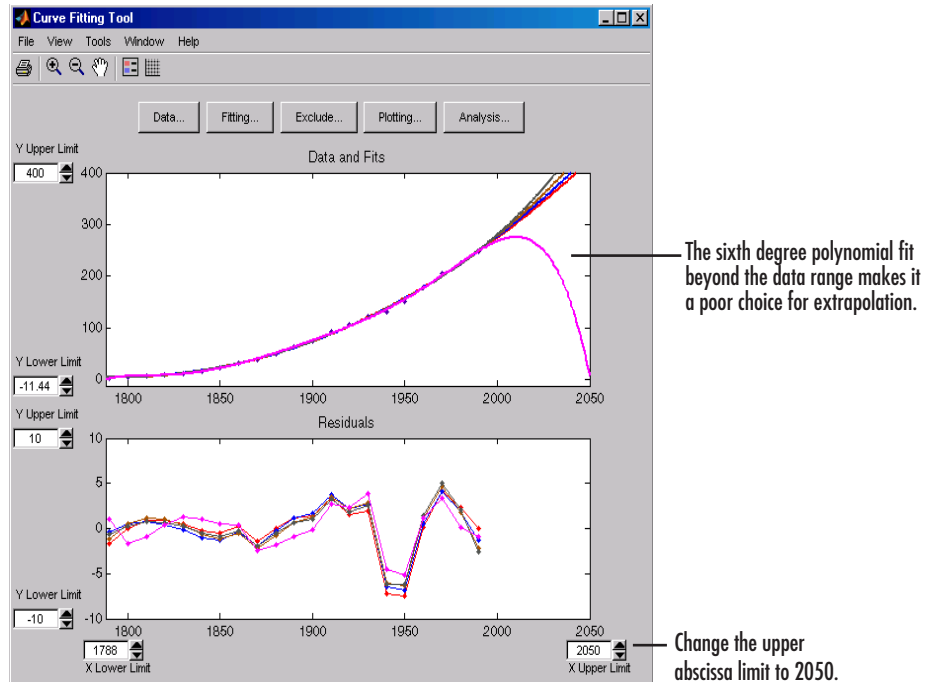 Curve Fitting Tool
File View Tools Window Help
Data... Fitting... Exclude... Plotting... Analysis...
Y Upper Limit
400
Data and Fits
400
300
200
100
0
Y Lower Limit
-11.44
1800 1850 1900 1950 2000 2050
The sixth degree polynomial fit
beyond the data range makes it
a poor choice for extrapolation.
Y Upper Limit
10
Residuals
10
5
0
-5
-10
Y Lower Limit
-10
1800 1850 1900 1950 2000 2050
1788
X Lower Limit
2050
X Upper Limit
Change the upper
abscissa limit to 2050.